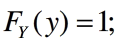 F_Y(y) = 1;